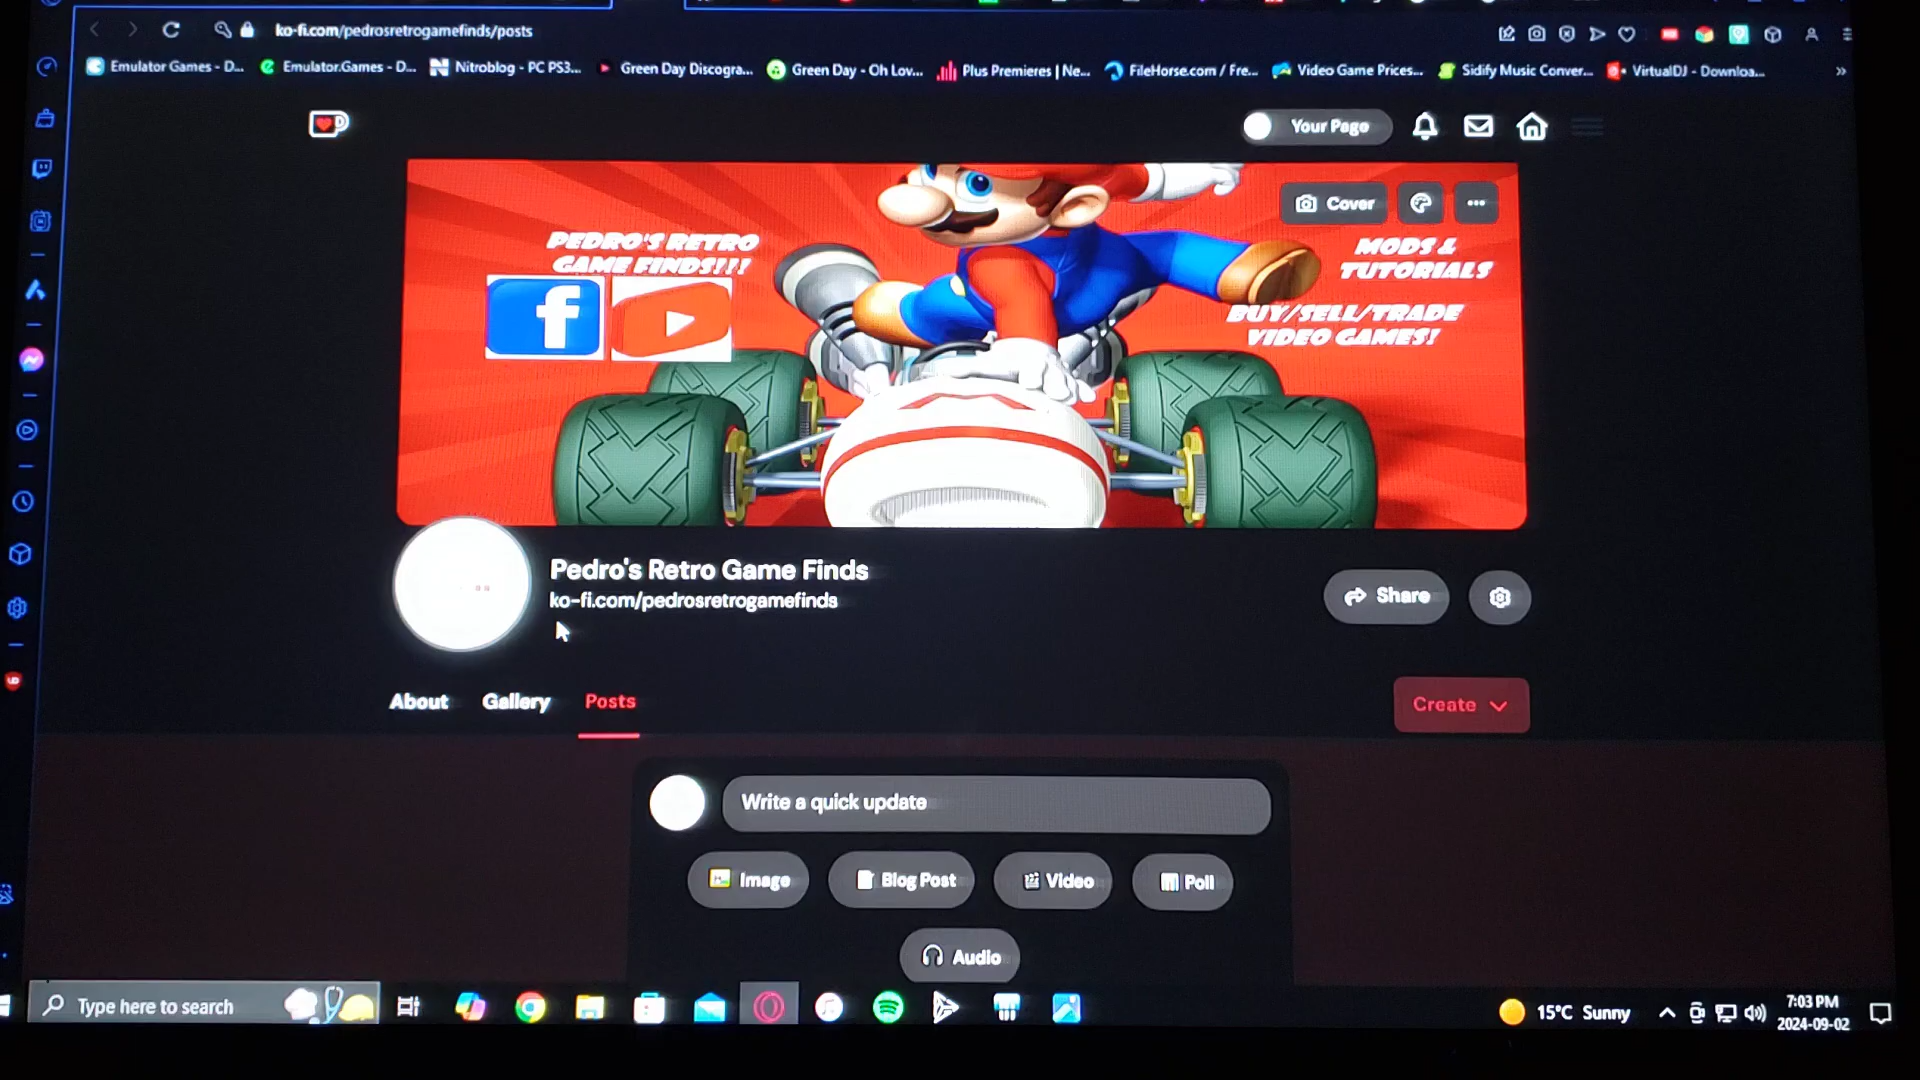 ko-fi.com/pedrosretrogamefinds/posts
Emulator Games - D... Emulator.Games - D... Nitroblog - PC PS3... Green Day Discogra... Green Day - Oh Lov... Plus Premieres | Ne... FileHorse.com / Fre... Video Game Prices... Sidify Music Conver... VirtualDJ - Downloa... »
Your Page
Cover
PEDRO'S RETRO
GAME FINDS!!!
MODS &
TUTORIALS
BUY/SELL/TRADE
VIDEO GAMES!
Pedro's Retro Game Finds
ko-fi.com/pedrosretrogamefinds
Share
About Gallery Posts
Create
Write a quick update
Image Blog Post Video Poll
Audio
Type here to search
15°C Sunny
7:03 PM
2024-09-02